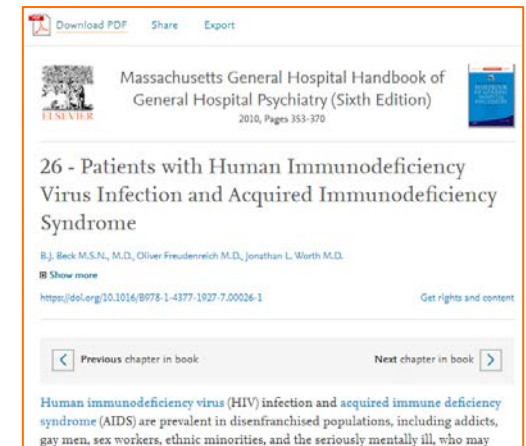 Download PDF Share Export
Massachusetts General Hospital Handbook of
General Hospital Psychiatry (Sixth Edition)
2010, Pages 353-370
ELSEVIER
26 - Patients with Human Immunodeficiency
Virus Infection and Acquired Immunodeficiency
Syndrome
B.J. Beck M.S.N., M.D., Oliver Freudenreich M.D., Jonathan L. Worth M.D.
Show more
https://doi.org/10.1016/B978-1-4377-1927-7.00026-1 Get rights and content
Previous chapter in book Next chapter in book
Human immunodeficiency virus (HIV) infection and acquired immune deficiency
syndrome (AIDS) are prevalent in disenfranchised populations, including addicts,
gay men, sex workers, ethnic minorities, and the seriously mentally ill, who may